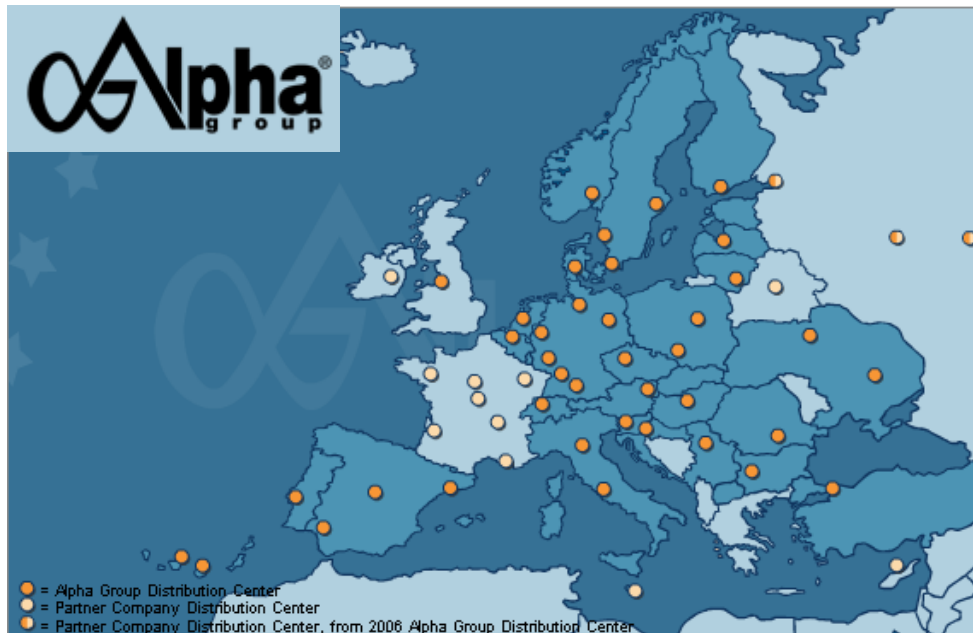 Alpha®
group
= Alpha Group Distribution Center
= Partner Company Distribution Center
= Partner Company Distribution Center, from 2006 Alpha Group Distribution Center